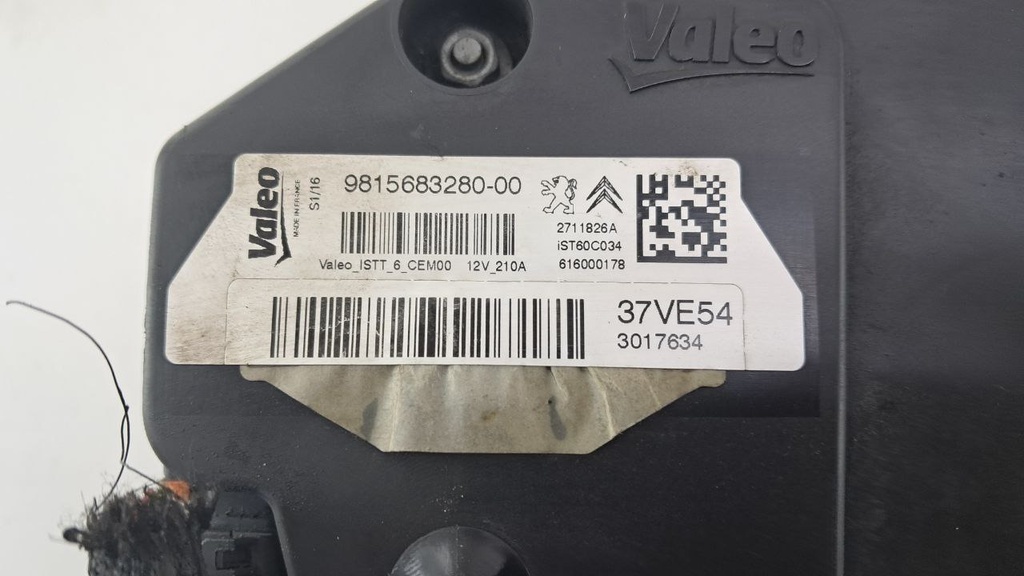 Valeo
Valeo
MADE IN FRANCE
S1/16
9815683280-00
2711826A
iST60C034
616000178
Valeo_ISTT_6_CEM00 12V_210A
37VE54
3017634